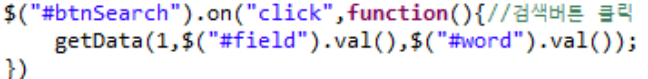 $("#btnSearch").on("click",function(){//검색버튼 클릭
    getData(1,$("#field").val(),$("#word").val());
})